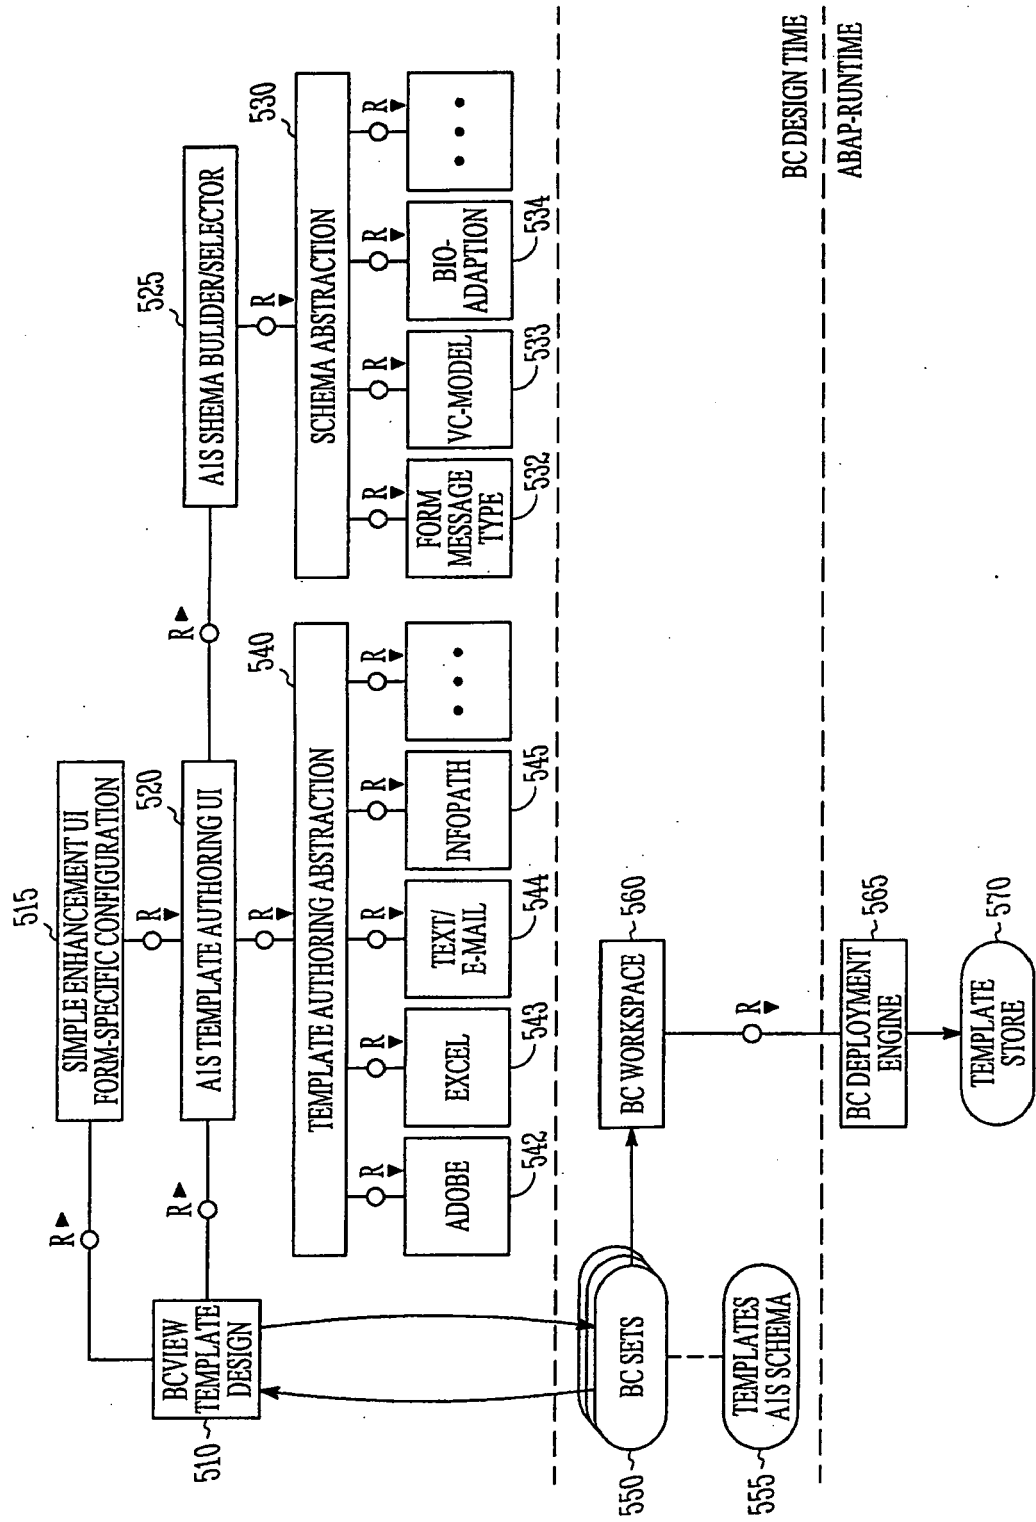 515
SIMPLE ENHANCEMENT UI
FORM-SPECIFIC CONFIGURATION
R
R
510
BCVIEW
TEMPLATE
DESIGN
R
520
A1S TEMPLATE AUTHORING UI
R
525
A1S SHEMA BULIDER/SELECTOR
R
R
540
TEMPLATE AUTHORING ABSTRACTION
530
SCHEMA ABSTRACTION
R
R
R
R
R
R
R
R
R
ADOBE
542
EXCEL
543
TEXT/
E-MAIL
544
INFOPATH
545
• • •
FORM
MESSAGE
TYPE
532
VC-MODEL
533
BIO-
ADAPTION
534
• • •
550
BC SETS
BC WORKSPACE
560
555
TEMPLATES
A1S SCHEMA
R
BC DESIGN TIME
ABAP-RUNTIME
BC DEPLOYMENT
ENGINE
565
TEMPLATE
STORE
570